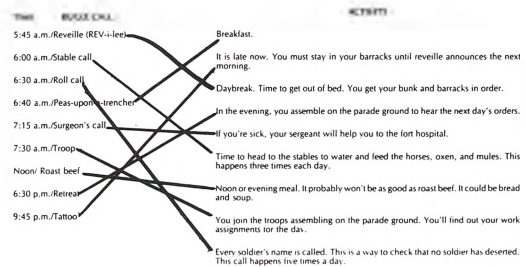 TIME BUGLE CALL ACTIVITY
5:45 a.m./Reveille (REV-i-lee)
6:00 a.m./Stable call
6:30 a.m./Roll call
6:40 a.m./Peas-upon-a-trencher
7:15 a.m./Surgeon's call
7:30 a.m./Troop
Noon/ Roast beef
6:30 p.m./Retreat
9:45 p.m./Tattoo
Breakfast.
It is late now. You must stay in your barracks until reveille announces the next
morning.
Daybreak. Time to get out of bed. You get your bunk and barracks in order.
In the evening, you assemble on the parade ground to hear the next day's orders.
If you're sick, your sergeant will help you to the fort hospital.
Time to head to the stables to water and feed the horses, oxen, and mules. This
happens three times each day.
Noon or evening meal. It probably won't be as good as roast beef. It could be bread
and soup.
You join the troops assembling on the parade ground. You'll find out your work
assignments for the day.
Every soldier's name is called. This is a way to check that no soldier has deserted.
This call happens five times a day.